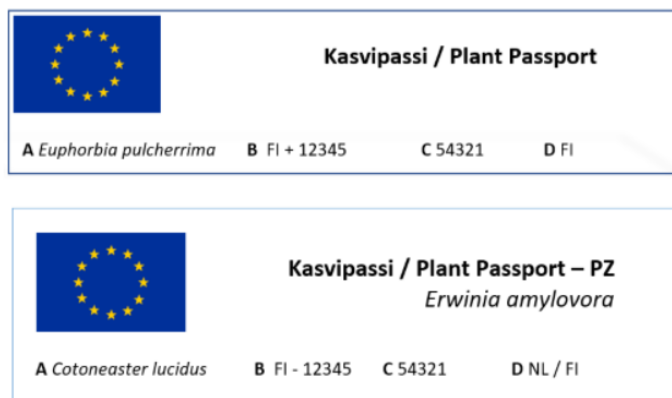 Kasvipassi / Plant Passport
A Euphorbia pulcherrima B FI + 12345 C 54321 D FI
Kasvipassi / Plant Passport – PZ
Erwinia amylovora
A Cotoneaster lucidus B FI - 12345 C 54321 D NL / FI